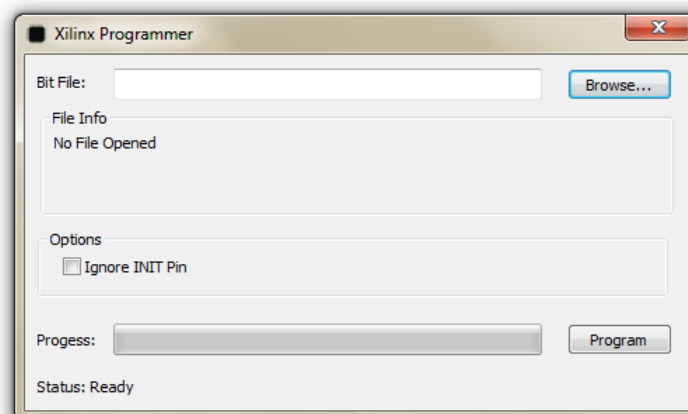 Xilinx Programmer
Bit File:
Browse...
File Info
No File Opened
Options
Ignore INIT Pin
Progess:
Program
Status: Ready